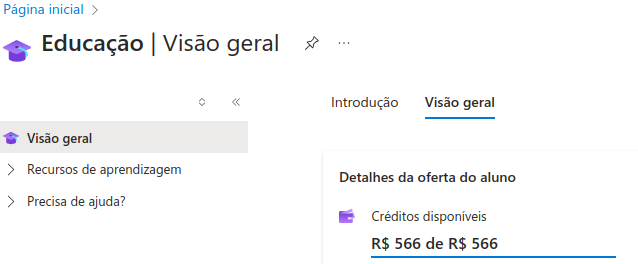 Página inicial
Educação | Visão geral
Introdução
Visão geral
Visão geral
Recursos de aprendizagem
Precisa de ajuda?
Detalhes da oferta do aluno
Créditos disponíveis
R$ 566 de R$ 566